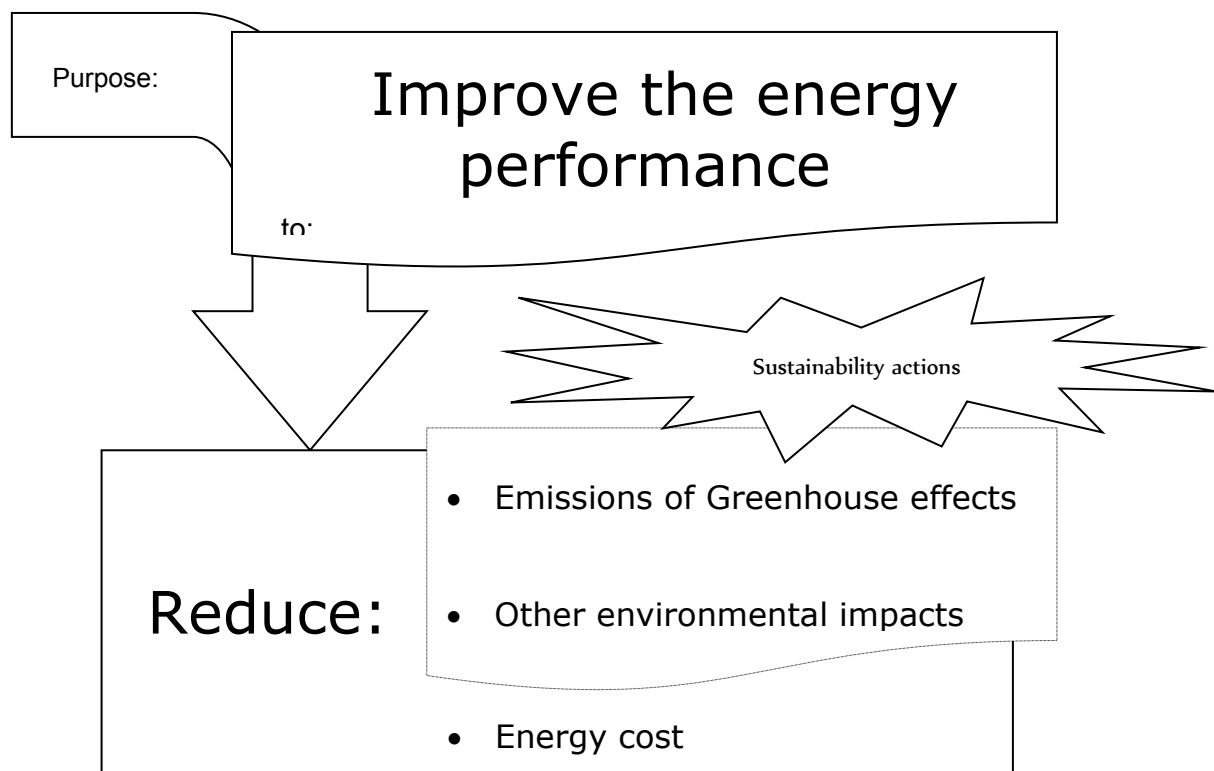 Purpose:
Improve the energy
performance
to:
Sustainability actions
• Emissions of Greenhouse effects
Reduce:
• Other environmental impacts
• Energy cost